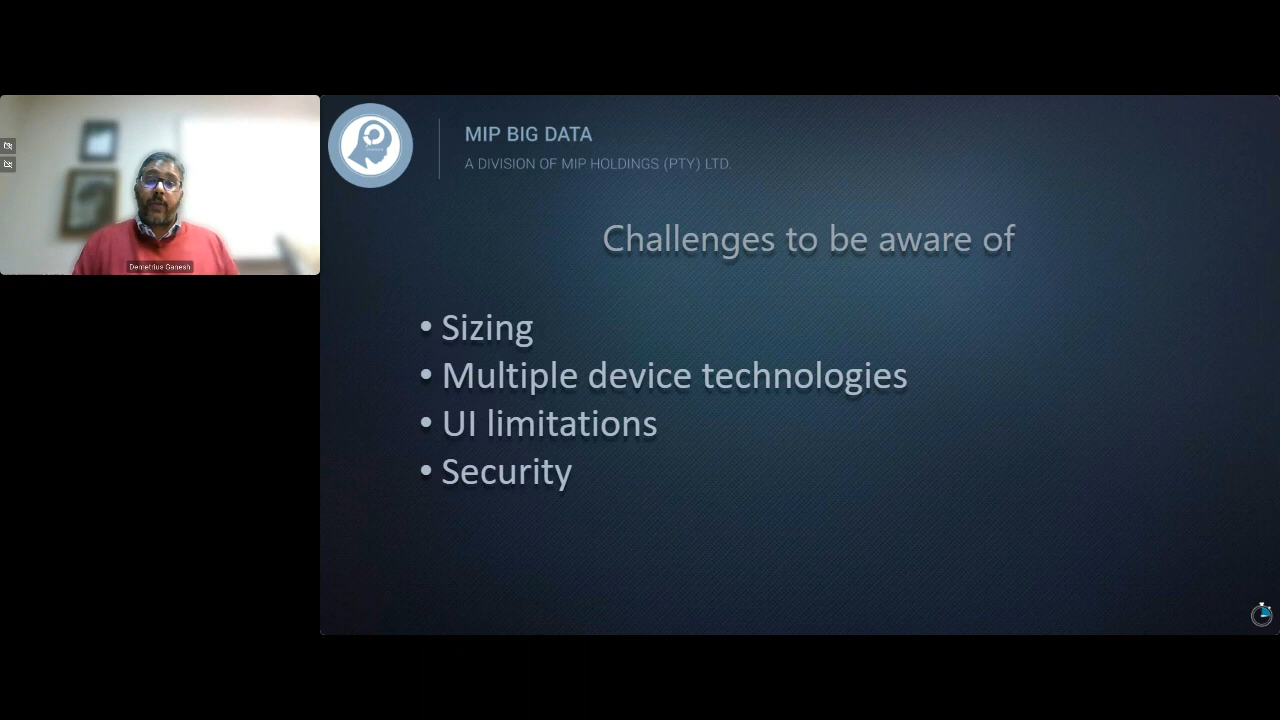 Demetrius Ganesh
MIP BIG DATA
A DIVISION OF MIP HOLDINGS (PTY) LTD.
Challenges to be aware of
• Sizing
• Multiple device technologies
• UI limitations
• Security